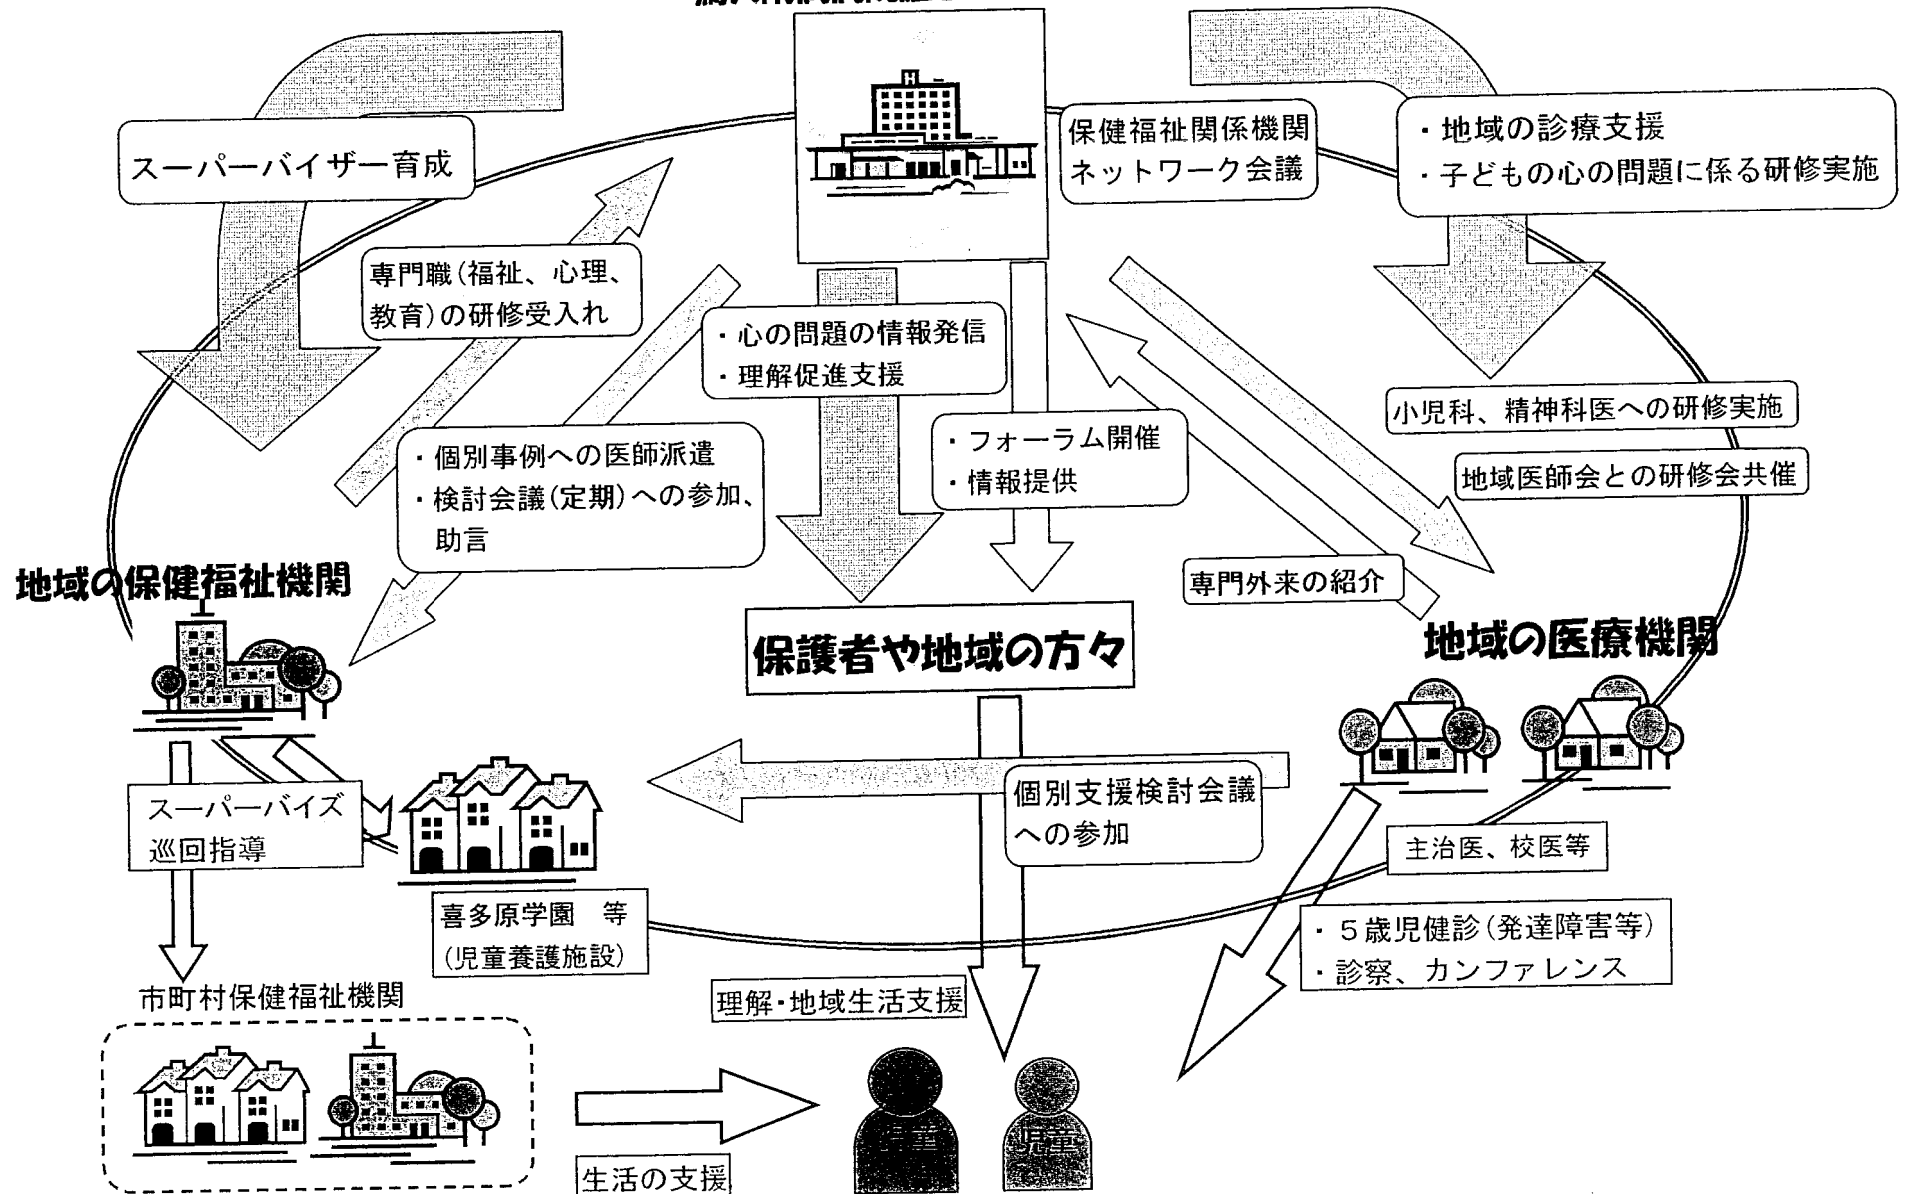 スーパーバイザー育成
保健福祉関係機関
ネットワーク会議
・地域の診療支援
・子どもの心の問題に係る研修実施
専門職(福祉、心理、
教育)の研修受入れ
・心の問題の情報発信
・理解促進支援
小児科、精神科医への研修実施
・個別事例への医師派遣
・検討会議(定期)への参加、
助言
・フォーラム開催
・情報提供
地域医師会との研修会共催
専門外来の紹介
地域の保健福祉機関
保護者や地域の方々
地域の医療機関
スーパーバイズ
巡回指導
個別支援検討会議
への参加
主治医、校医等
喜多原学園 等
(児童養護施設)
・5歳児健診(発達障害等)
・診察、カンファレンス
市町村保健福祉機関
理解・地域生活支援
児童
児童
生活の支援